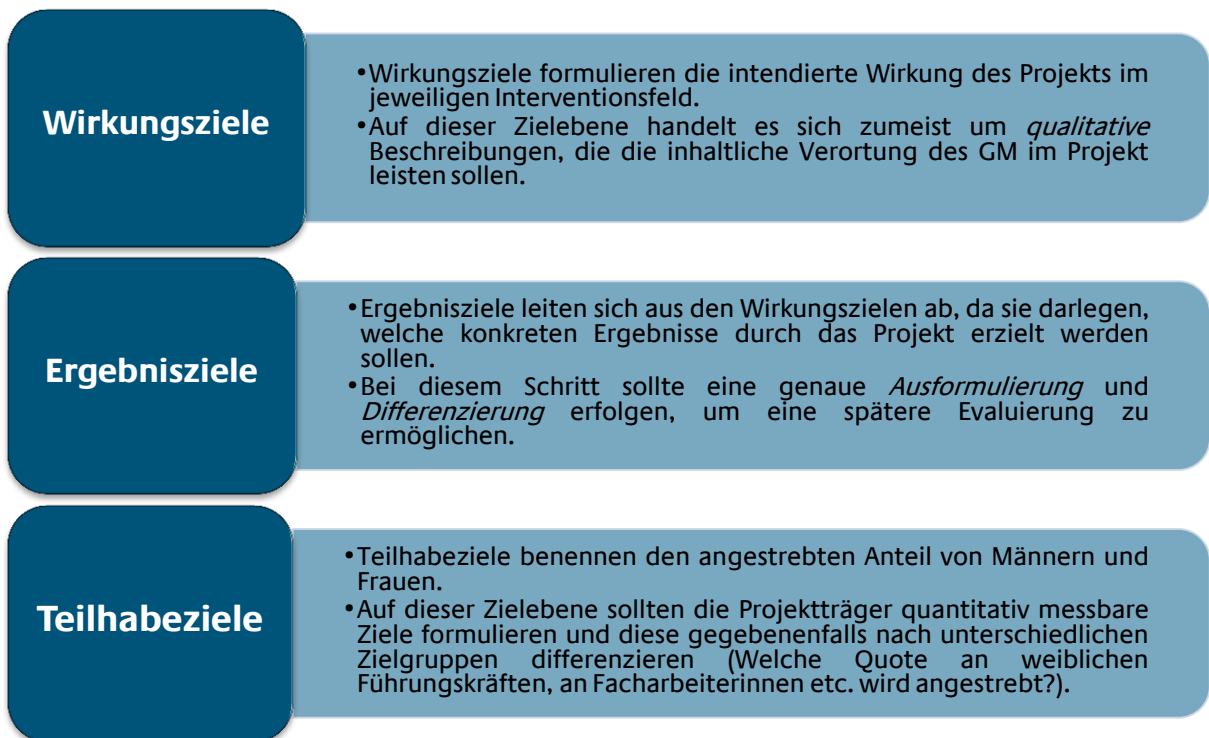 Wirkungsziele
•Wirkungsziele formulieren die intendierte Wirkung des Projekts im
jeweiligen Interventionsfeld.
•Auf dieser Zielebene handelt es sich zumeist um qualitative
Beschreibungen, die die inhaltliche Verortung des GM im Projekt
leisten sollen.
Ergebnisziele
•Ergebnisziele leiten sich aus den Wirkungszielen ab, da sie darlegen,
welche konkreten Ergebnisse durch das Projekt erzielt werden
sollen.
•Bei diesem Schritt sollte eine genaue Ausformulierung und
Differenzierung erfolgen, um eine spätere Evaluierung zu
ermöglichen.
Teilhabeziele
•Teilhabeziele benennen den angestrebten Anteil von Männern und
Frauen.
•Auf dieser Zielebene sollten die Projektträger quantitativ messbare
Ziele formulieren und diese gegebenenfalls nach unterschiedlichen
Zielgruppen differenzieren (Welche Quote an weiblichen
Führungskräften, an Facharbeiterinnen etc. wird angestrebt?).